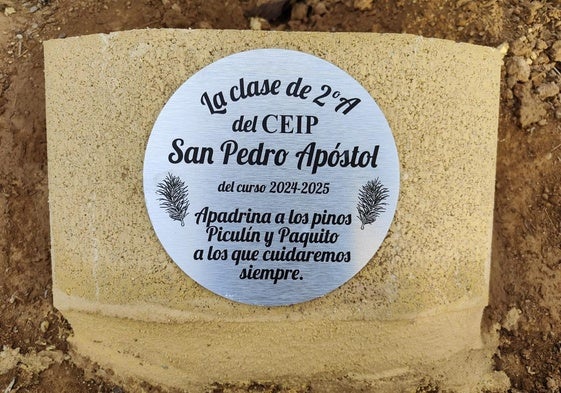 La clase de 2ºA
del CEIP
San Pedro Apóstol
del curso 2024-2025
Apadrina a los pinos
Piculín y Paquito
a los que cuidaremos
siempre.